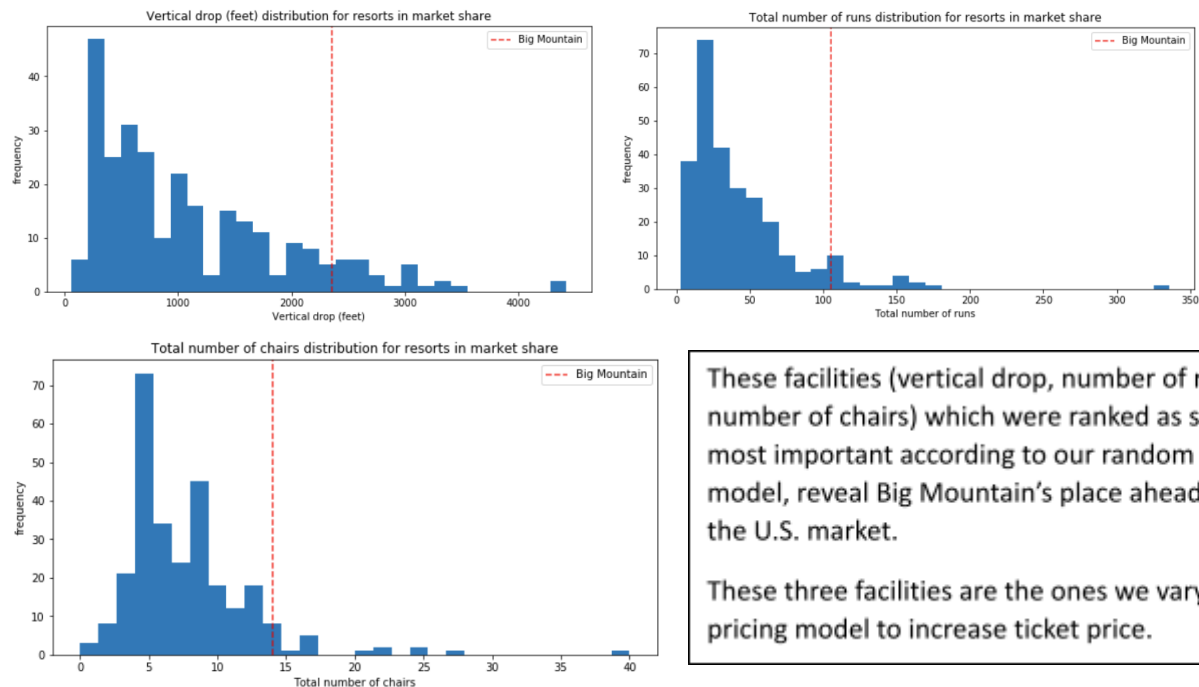 Vertical drop (feet) distribution for resorts in market share
Big Mountain
frequency
40
30
20
10
0
0 1000 2000 3000 4000
Vertical drop (feet)
Total number of runs distribution for resorts in market share
Big Mountain
frequency
70
60
50
40
30
20
10
0
0 50 100 150 200 250 300 350
Total number of runs
Total number of chairs distribution for resorts in market share
Big Mountain
frequency
70
60
50
40
30
20
10
0
0 5 10 15 20 25 30 35 40
Total number of chairs
These facilities (vertical drop, number of
number of chairs) which were ranked as
most important according to our random
model, reveal Big Mountain's place ahead
the U.S. market.
These three facilities are the ones we vary
pricing model to increase ticket price.